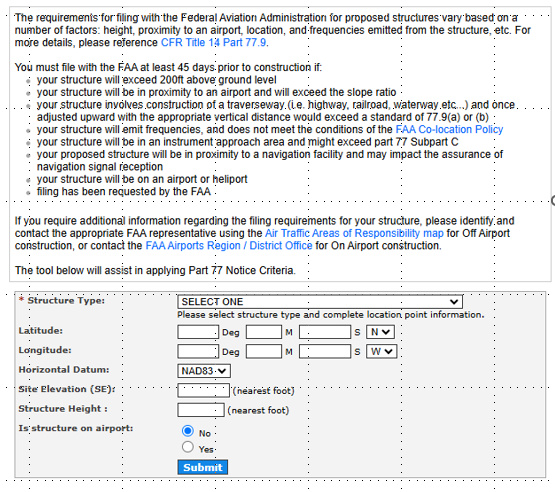 The requirements for filing with the Federal Aviation Administration for proposed structures vary based on a
number of factors: height, proximity to an airport, location, and frequencies emitted from the structure, etc. For
more details, please reference CFR Title 14 Part 77.9.
You must file with the FAA at least 45 days prior to construction if:
your structure will exceed 200ft above ground level
your structure will be in proximity to an airport and will exceed the slope ratio
your structure involves construction of a traverseway (i.e. highway, railroad, waterway etc...) and once
adjusted upward with the appropriate vertical distance would exceed a standard of 77.9(a) or (b)
your structure will emit frequencies, and does not meet the conditions of the FAA Co-location Policy
your structure will be in an instrument approach area and might exceed part 77 Subpart C
your proposed structure will be in proximity to a navigation facility and may impact the assurance of
navigation signal reception
your structure will be on an airport or heliport
filing has been requested by the FAA
If you require additional information regarding the filing requirements for your structure, please identify and
contact the appropriate FAA representative using the Air Traffic Areas of Responsibility map for Off Airport
construction, or contact the FAA Airports Region / District Office for On Airport construction.
The tool below will assist in applying Part 77 Notice Criteria.
* Structure Type: SELECT ONE
Please select structure type and complete location point information.
Latitude: Deg M S N
Longitude: Deg M S W
Horizontal Datum: NAD83
Site Elevation (SE): (nearest foot)
Structure Height : (nearest foot)
Is structure on airport: No
Yes
Submit